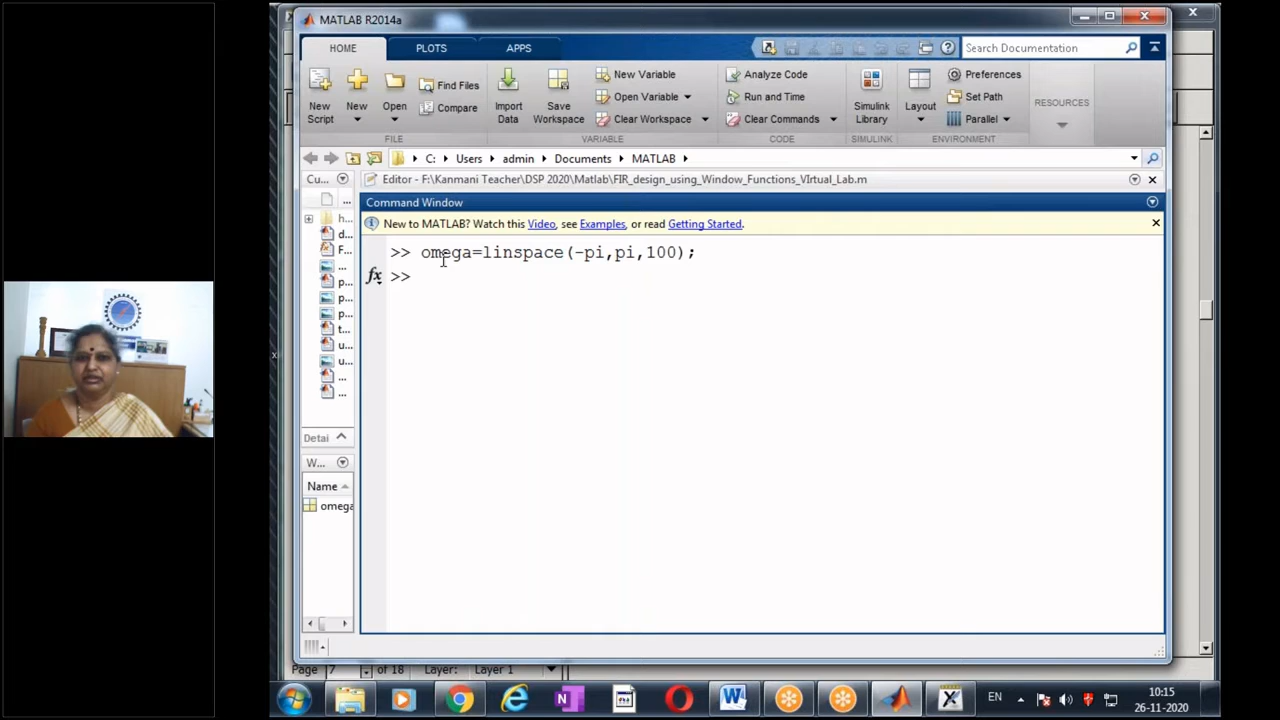 MATLAB R2014a
HOME PLOTS APPS Search Documentation
New Script
New
Open
Find Files
Compare
FILE
Import Data
Save Workspace
New Variable
Open Variable
Clear Workspace
VARIABLE
Analyze Code
Run and Time
Clear Commands
CODE
Simulink Library
SIMULINK
Layout
Preferences
Set Path
Parallel
ENVIRONMENT
RESOURCES
C: Users admin Documents MATLAB
Cu... Editor - F:\Kanmani Teacher\DSP 2020\Matlab\FIR_design_using_Window_Functions_VIrtual_Lab.m
Command Window
New to MATLAB? Watch this Video, see Examples, or read Getting Started.
>> omega=linspace(-pi,pi,100);
fx >>
...
h...
d...
F...
...
p...
p...
p...
t...
u...
u...
...
...
Detai
W...
Name
omega
Page 7 of 18 Layer: Layer 1
EN
10:15
26-11-2020